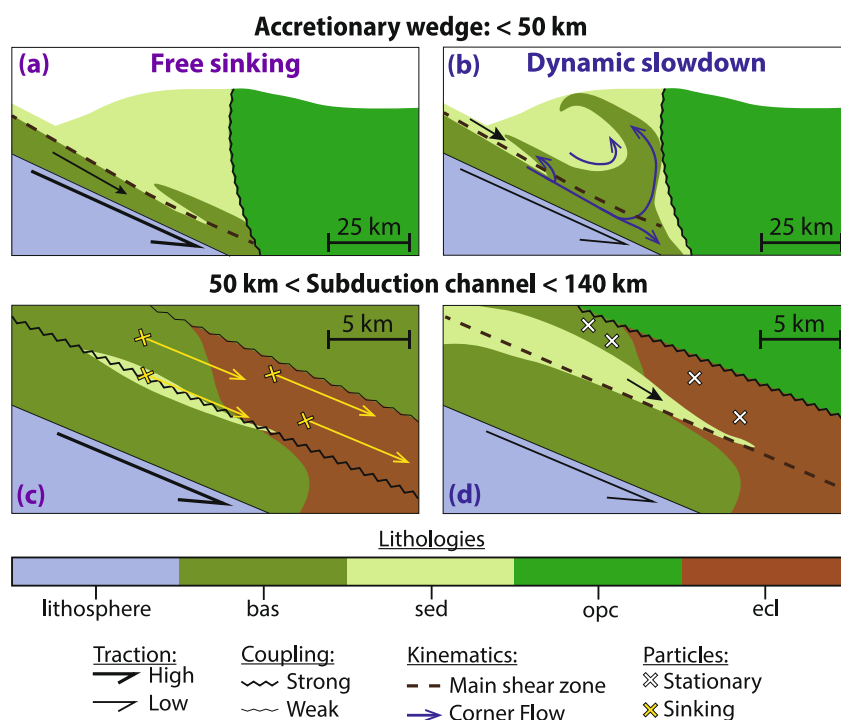 Accretionary wedge: < 50 km
(a) Free sinking
(b) Dynamic slowdown
25 km
25 km
50 km < Subduction channel < 140 km
5 km
5 km
(c)
(d)
Lithologies
lithosphere bas sed opc ecl
Traction: Coupling: Kinematics: Particles:
High Strong Main shear zone Stationary
Low Weak Corner Flow Sinking